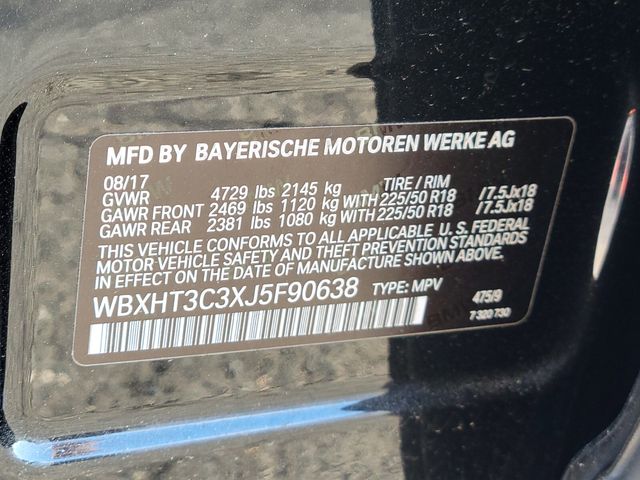 MFD BY BAYERISCHE MOTOREN WERKE AG
08/17 TIRE / RIM
GVWR 4729 lbs 2145 kg
GAWR FRONT 2469 lbs 1120 kg WITH 225/50 R18 /7.5Jx18
GAWR REAR 2381 lbs 1080 kg WITH 225/50 R18 /7.5Jx18
THIS VEHICLE CONFORMS TO ALL APPLICABLE U. S. FEDERAL
MOTOR VEHICLE SAFETY AND THEFT PREVENTION STANDARDS
IN EFFECT ON THE DATE OF MANUFACTURE SHOWN ABOVE.
WBXHT3C3XJ5F90638 TYPE: MPV 475/9
7 320 730